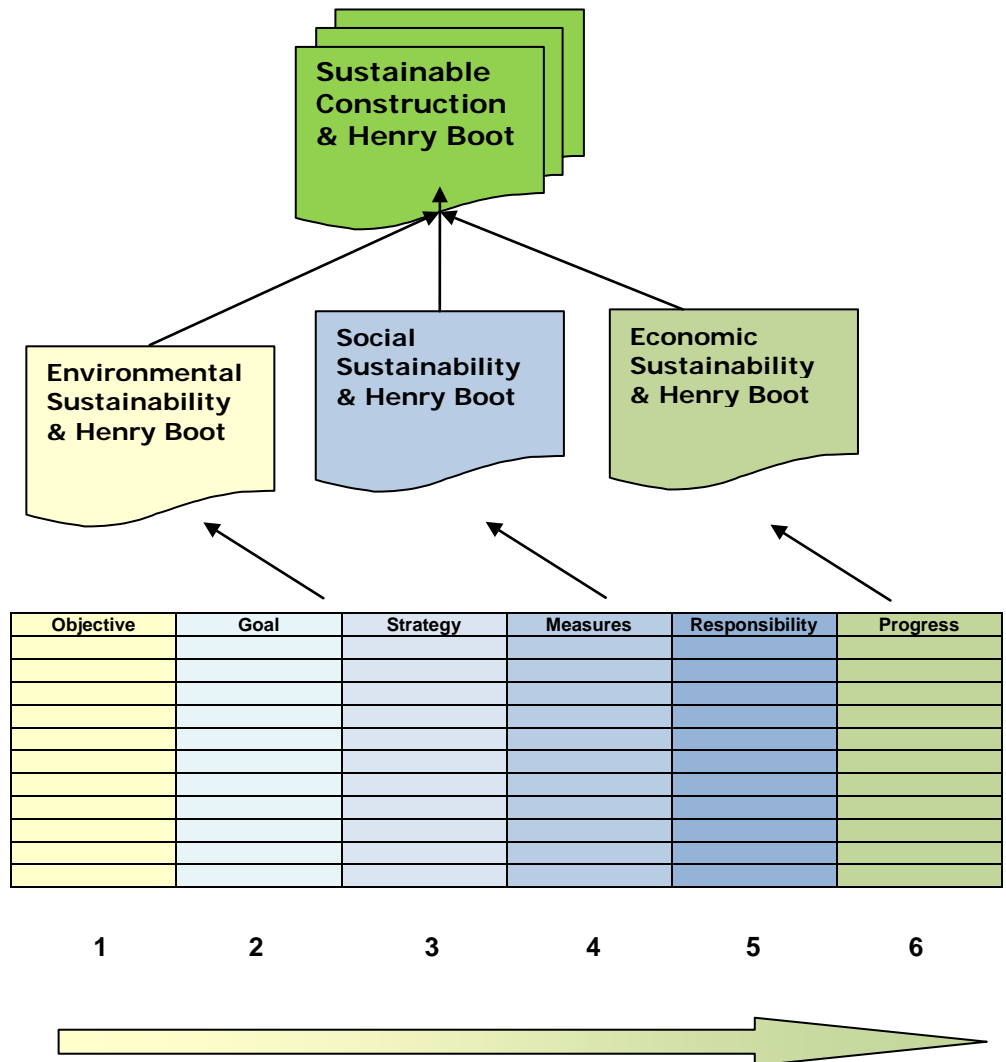 Sustainable
Construction
& Henry Boot
Environmental
Sustainability
& Henry Boot
Social
Sustainability
& Henry Boot
Economic
Sustainability
& Henry Boot
Objective Goal Strategy Measures Responsibility Progress
1 2 3 4 5 6